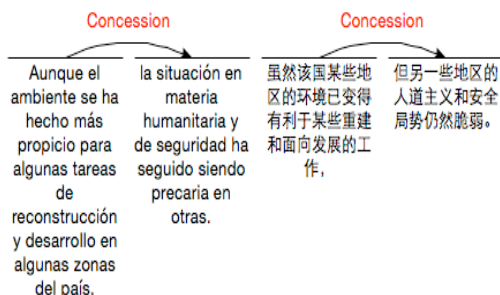 Concession
Concession
Aunque el
ambiente se ha
hecho más
propicio para
algunas tareas
de
reconstrucción
y desarrollo en
algunas zonas
del país,
la situación en
materia
humanitaria y
de seguridad ha
seguido siendo
precaria en
otras.
虽然该国某些地
区的环境已变得
有利于某些重建
和面向发展的工
作,
但另一些地区的
人道主义和安全
局势仍然脆弱。